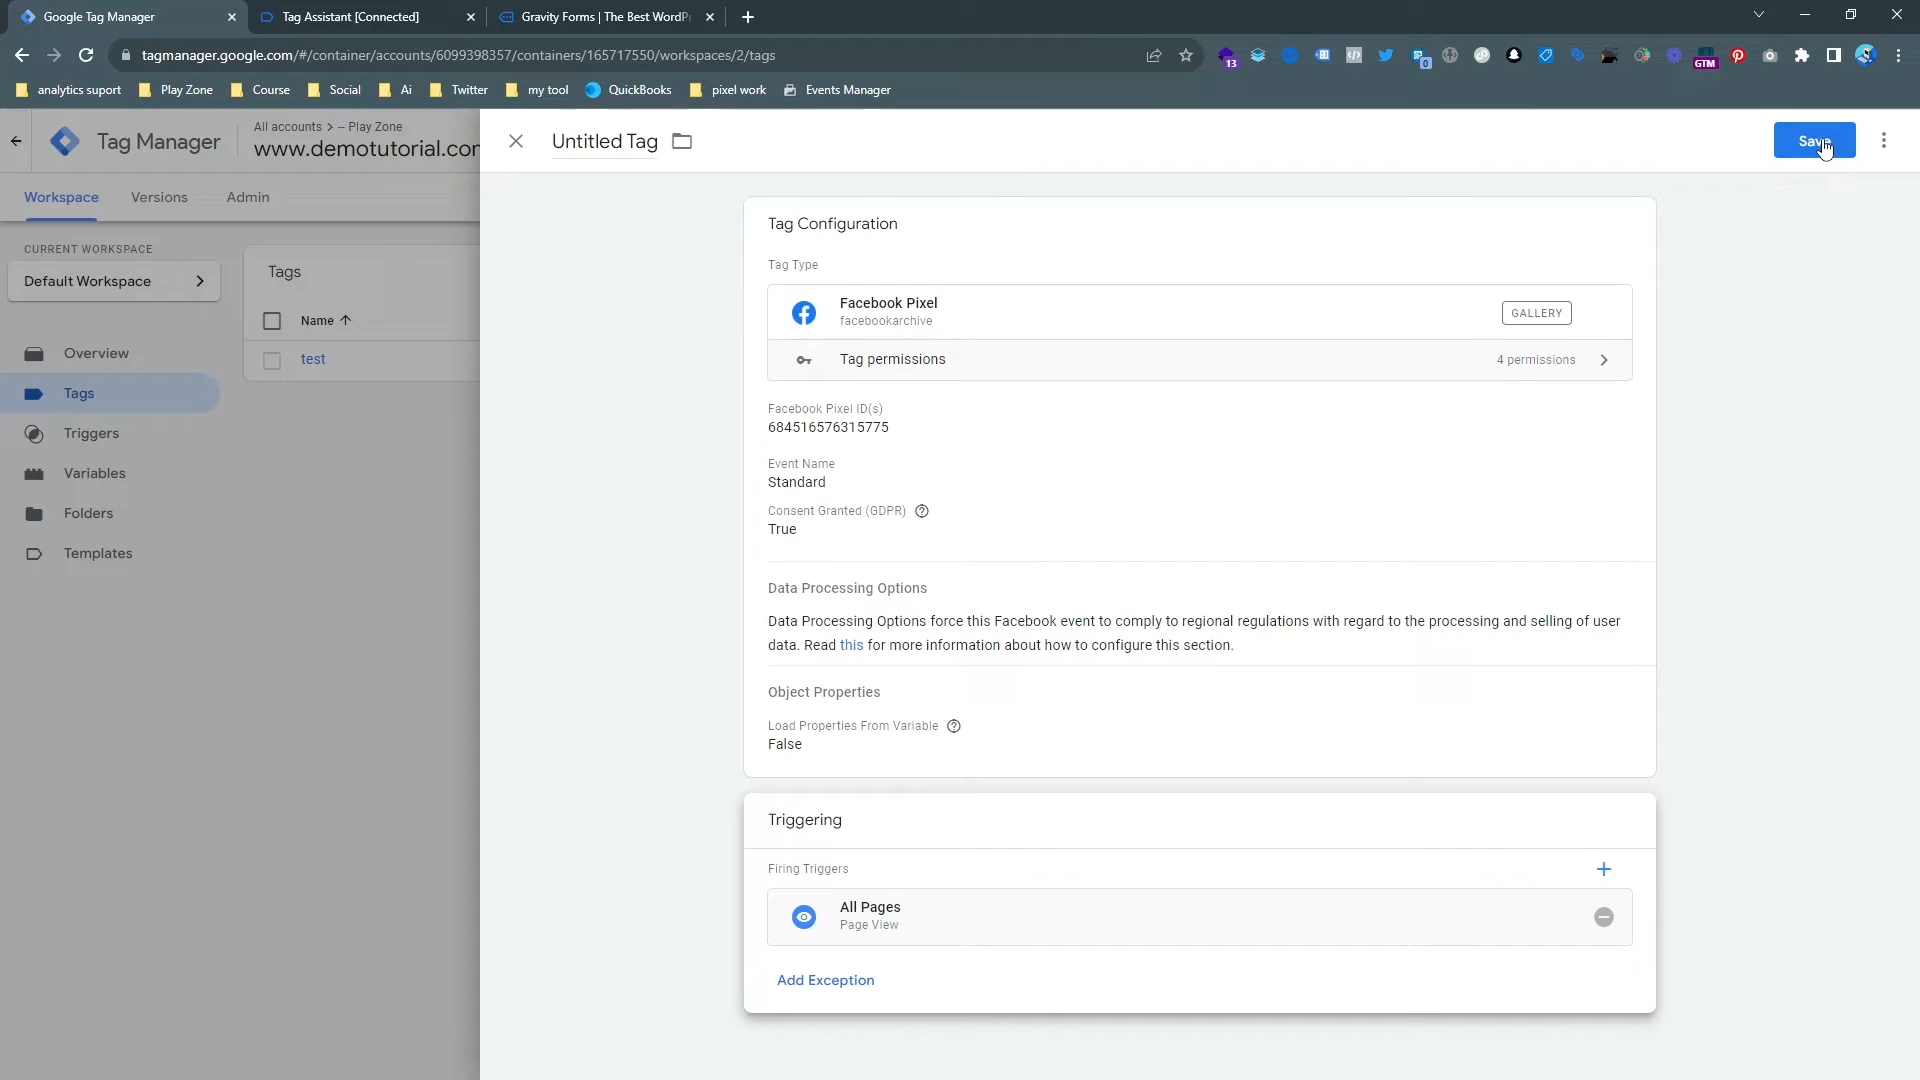 Google Tag Manager
Tag Assistant [Connected]
Gravity Forms | The Best WordPr
tagmanager.google.com/#/container/accounts/6099398357/containers/165717550/workspaces/2/tags
13
0
GTM
analytics suport
Play Zone
Course
Social
Ai
Twitter
my tool
QuickBooks
pixel work
Events Manager
Tag Manager
All accounts > -- Play Zone
www.demotutorial.con
Untitled Tag
Save
Workspace
Versions
Admin
CURRENT WORKSPACE
Default Workspace
Overview
Tags
Triggers
Variables
Folders
Templates
Tags
Name
test
Tag Configuration
Tag Type
Facebook Pixel
facebookarchive
GALLERY
Tag permissions
4 permissions
Facebook Pixel ID(s)
684516576315775
Event Name
Standard
Consent Granted (GDPR)
True
Data Processing Options
Data Processing Options force this Facebook event to comply to regional regulations with regard to the processing and selling of user
data. Read this for more information about how to configure this section.
Object Properties
Load Properties From Variable
False
Triggering
Firing Triggers
All Pages
Page View
Add Exception